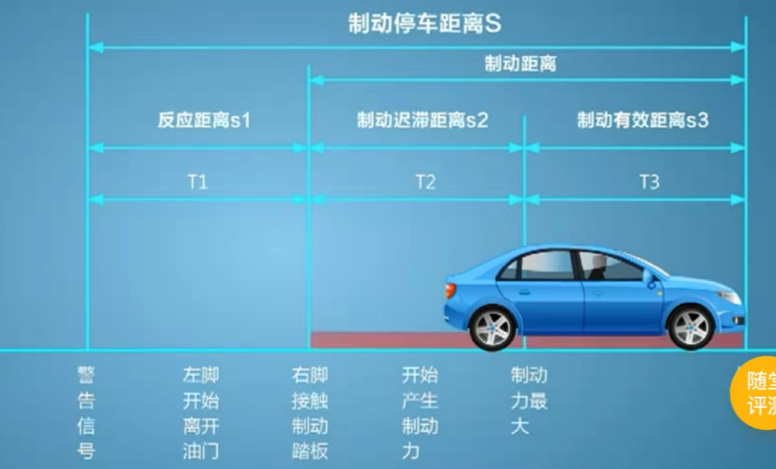 制动停车距离S
制动距离
反应距离s1
制动迟滞距离s2
制动有效距离s3
T1
T2
T3
警告信号
左脚开始离开油门
右脚接触制动踏板
开始产生制动力
制动力最大
随堂
评测